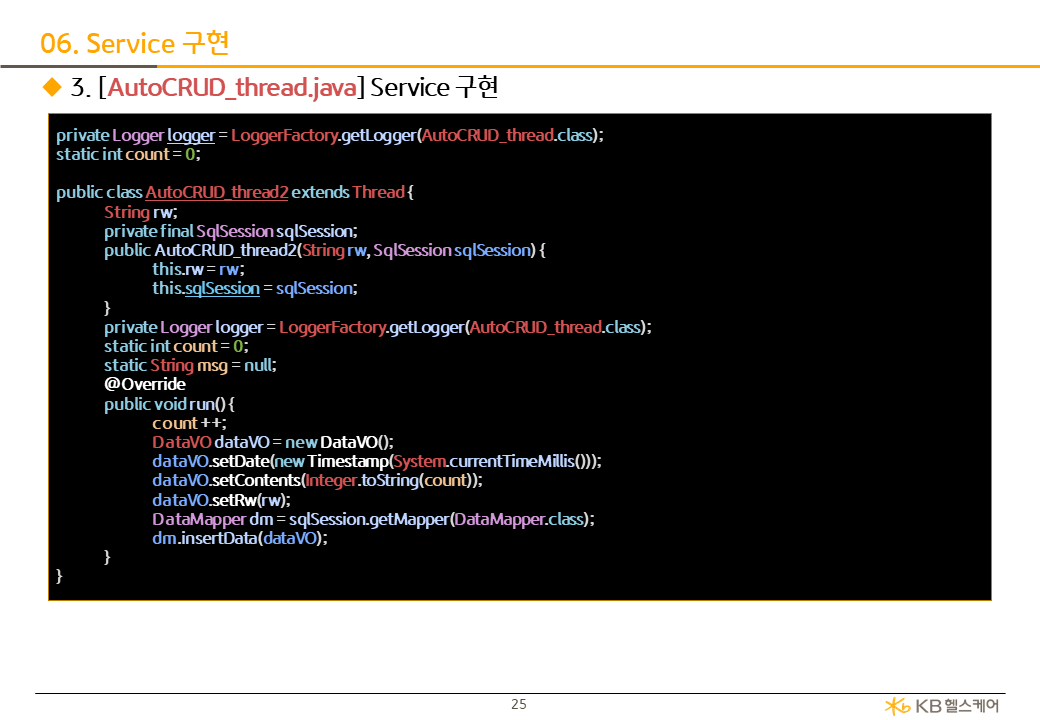 06. Service 구현
◆ 3. [AutoCRUD_thread.java] Service 구현
private Logger logger = LoggerFactory.getLogger(AutoCRUD_thread.class);
static int count = 0;
public class AutoCRUD_thread2 extends Thread {
String rw;
private final SqlSession sqlSession;
public AutoCRUD_thread2(String rw, SqlSession sqlSession) {
this.rw = rw;
this.sqlSession = sqlSession;
}
private Logger logger = LoggerFactory.getLogger(AutoCRUD_thread.class);
static int count = 0;
static String msg = null;
@Override
public void run() {
count ++;
DataVO dataVO = new DataVO();
dataVO.setDate(new Timestamp(System.currentTimeMillis()));
dataVO.setContents(Integer.toString(count));
dataVO.setRw(rw);
DataMapper dm = sqlSession.getMapper(DataMapper.class);
dm.insertData(dataVO);
}
}
25
KB헬스케어